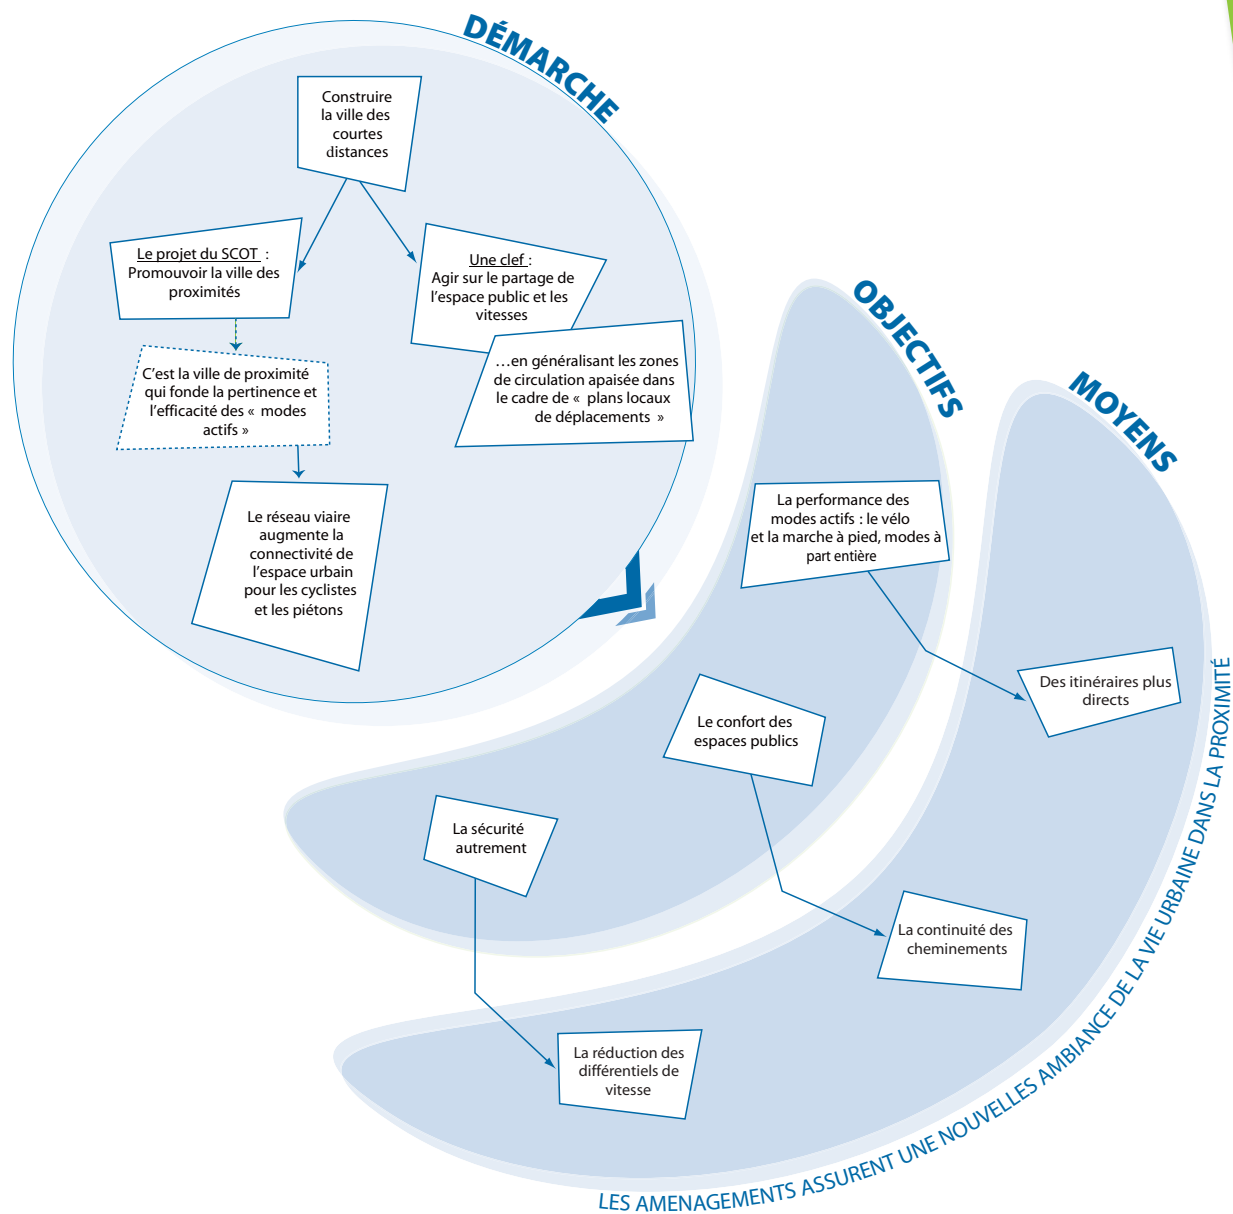 DÉMARCHE
Construire
la ville des
courtes
distances
Le projet du SCOT :
Promouvoir la ville des
proximités
Une clef :
Agir sur le partage de
l'espace public et les
vitesses
…en généralisant les zones
de circulation apaisée dans
le cadre de « plans locaux
de déplacements »
C'est la ville de proximité
qui fonde la pertinence et
l'efficacité des « modes
actifs »
Le réseau viaire
augmente la
connectivité de
l'espace urbain
pour les cyclistes
et les piétons
OBJECTIFS
La performance des
modes actifs : le vélo
et la marche à pied, modes à
part entière
Le confort des
espaces publics
La sécurité
autrement
MOYENS
Des itinéraires plus
directs
La continuité des
cheminements
La réduction des
différentiels de
vitesse
LES AMENAGEMENTS ASSURENT UNE NOUVELLES AMBIANCE DE LA VIE URBAINE DANS LA PROXIMITÉ